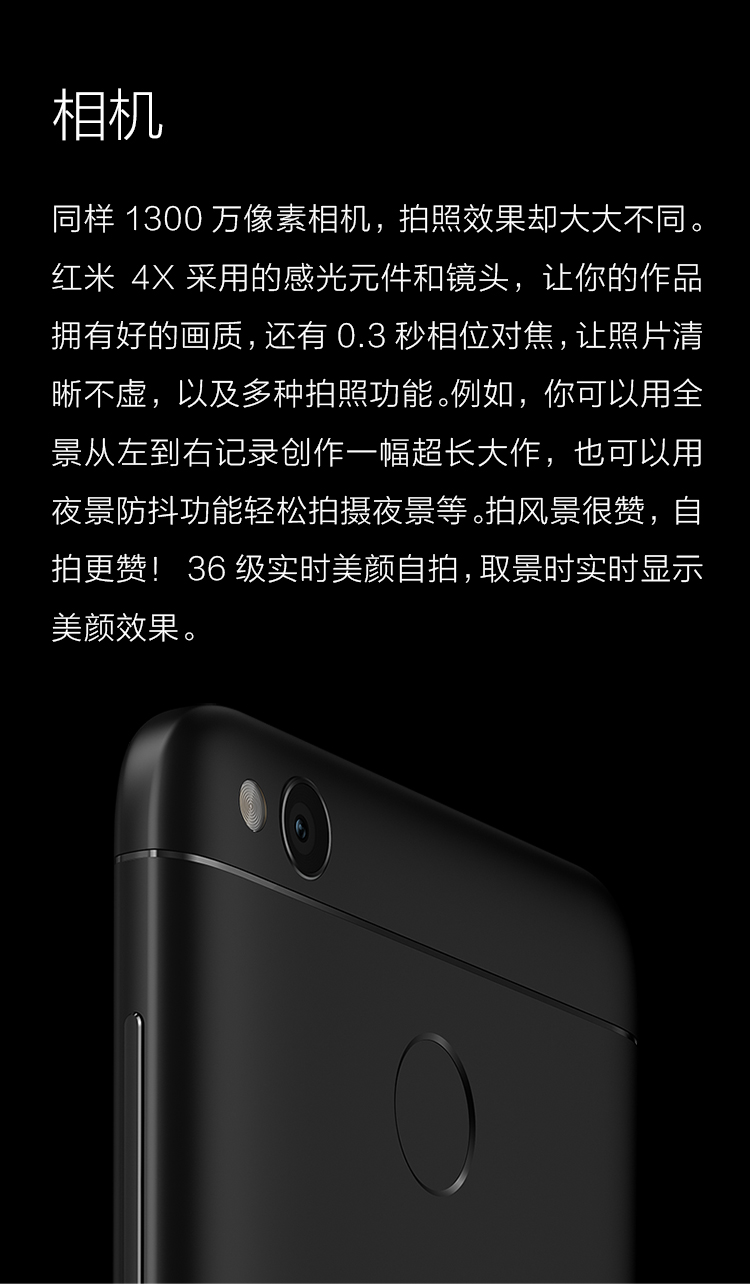 相机
同样 1300 万像素相机，拍照效果却大大不同。
红米 4X 采用的感光元件和镜头，让你的作品
拥有好的画质，还有 0.3 秒相位对焦，让照片清
晰不虚，以及多种拍照功能。例如，你可以用全
景从左到右记录创作一幅超长大作，也可以用
夜景防抖功能轻松拍摄夜景等。拍风景很赞，自
拍更赞！ 36 级实时美颜自拍，取景时实时显示
美颜效果。